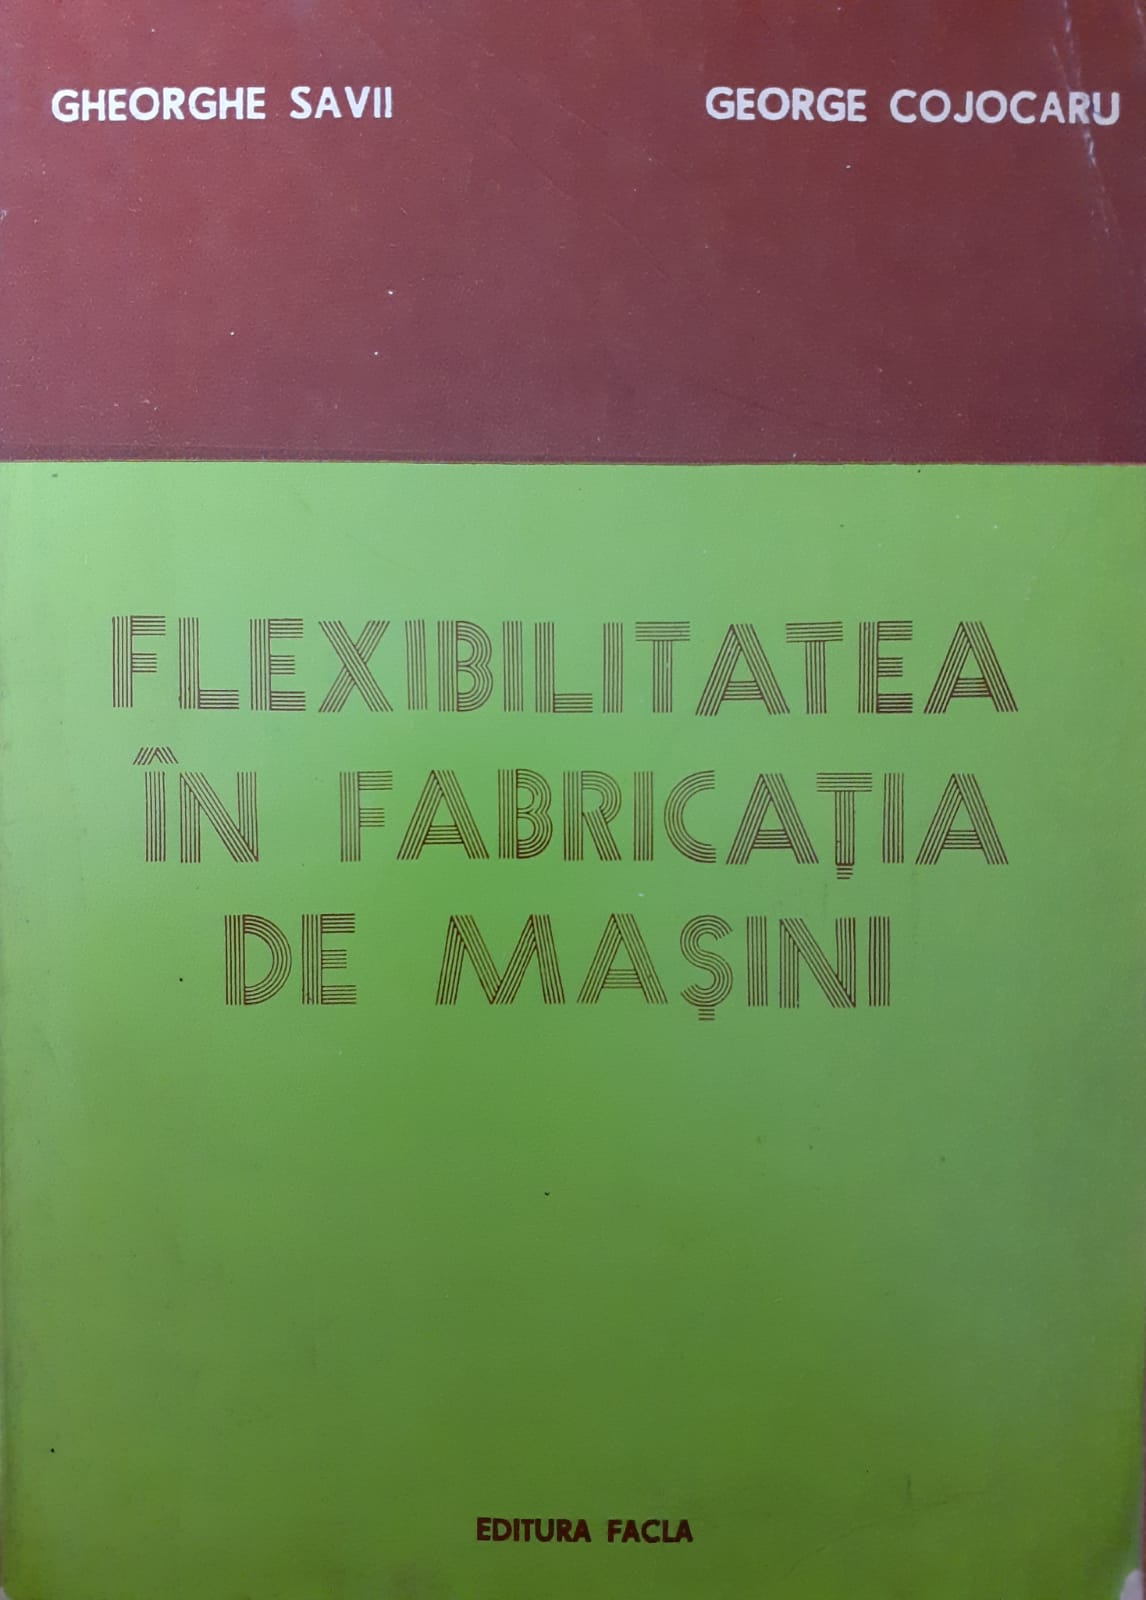 GHEORGHE SAVII GEORGE COJOCARU
FLEXIBILITATEA
ÎN FABRICAȚIA
DE MAȘINI
EDITURA FACLA